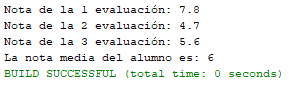 Nota de la 1 evaluación: 7.8
Nota de la 2 evaluación: 4.7
Nota de la 3 evaluación: 5.6
La nota media del alumno es: 6
BUILD SUCCESSFUL (total time: 0 seconds)